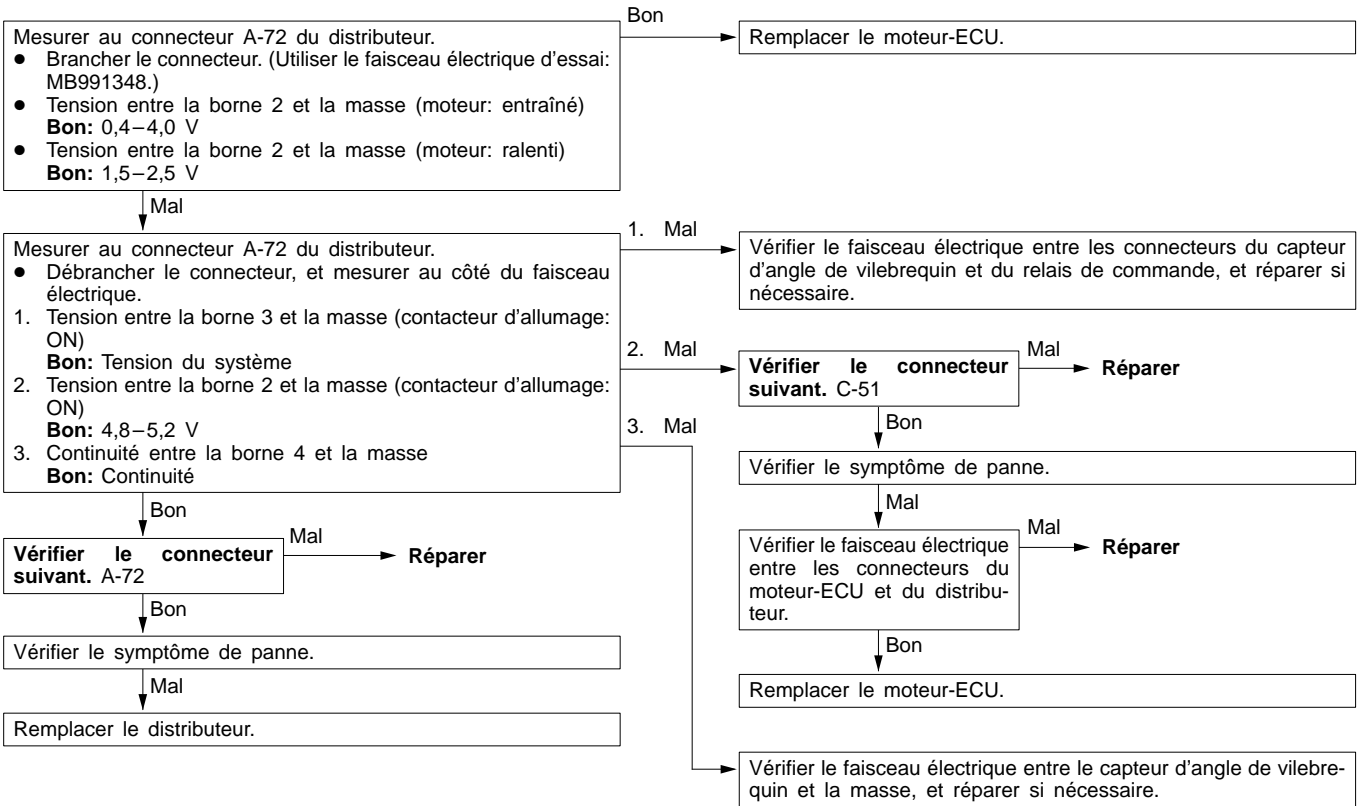 Mesurer au connecteur A-72 du distributeur.
● Brancher le connecteur. (Utiliser le faisceau électrique d'essai:
MB991348.)
● Tension entre la borne 2 et la masse (moteur: entraîné)
Bon: 0,4–4,0 V
● Tension entre la borne 2 et la masse (moteur: ralenti)
Bon: 1,5–2,5 V
Bon
Remplacer le moteur-ECU.
Mal
Mesurer au connecteur A-72 du distributeur.
● Débrancher le connecteur, et mesurer au côté du faisceau
électrique.
1. Tension entre la borne 3 et la masse (contacteur d'allumage:
ON)
Bon: Tension du système
2. Tension entre la borne 2 et la masse (contacteur d'allumage:
ON)
Bon: 4,8–5,2 V
3. Continuité entre la borne 4 et la masse
Bon: Continuité
1. Mal
Vérifier le faisceau électrique entre les connecteurs du capteur
d'angle de vilebrequin et du relais de commande, et réparer si
nécessaire.
2. Mal
Vérifier le connecteur
suivant. C-51
Mal
Réparer
Bon
Vérifier le symptôme de panne.
Mal
Vérifier le faisceau électrique
entre les connecteurs du
moteur-ECU et du distribu-
teur.
Mal
Réparer
Bon
Remplacer le moteur-ECU.
3. Mal
Vérifier le faisceau électrique entre le capteur d'angle de vilebre-
quin et la masse, et réparer si nécessaire.
Bon
Vérifier le connecteur
suivant. A-72
Mal
Réparer
Bon
Vérifier le symptôme de panne.
Mal
Remplacer le distributeur.